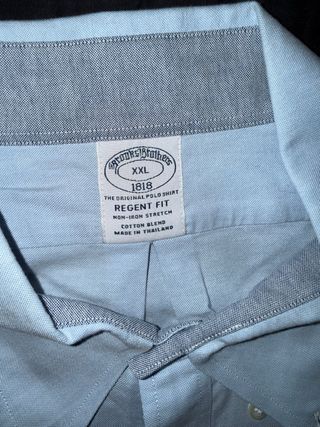 Brooks Brothers
XXL
1818
THE ORIGINAL POLO SHIRT
REGENT FIT
NON-IRON STRETCH
COTTON BLEND
MADE IN THAILAND